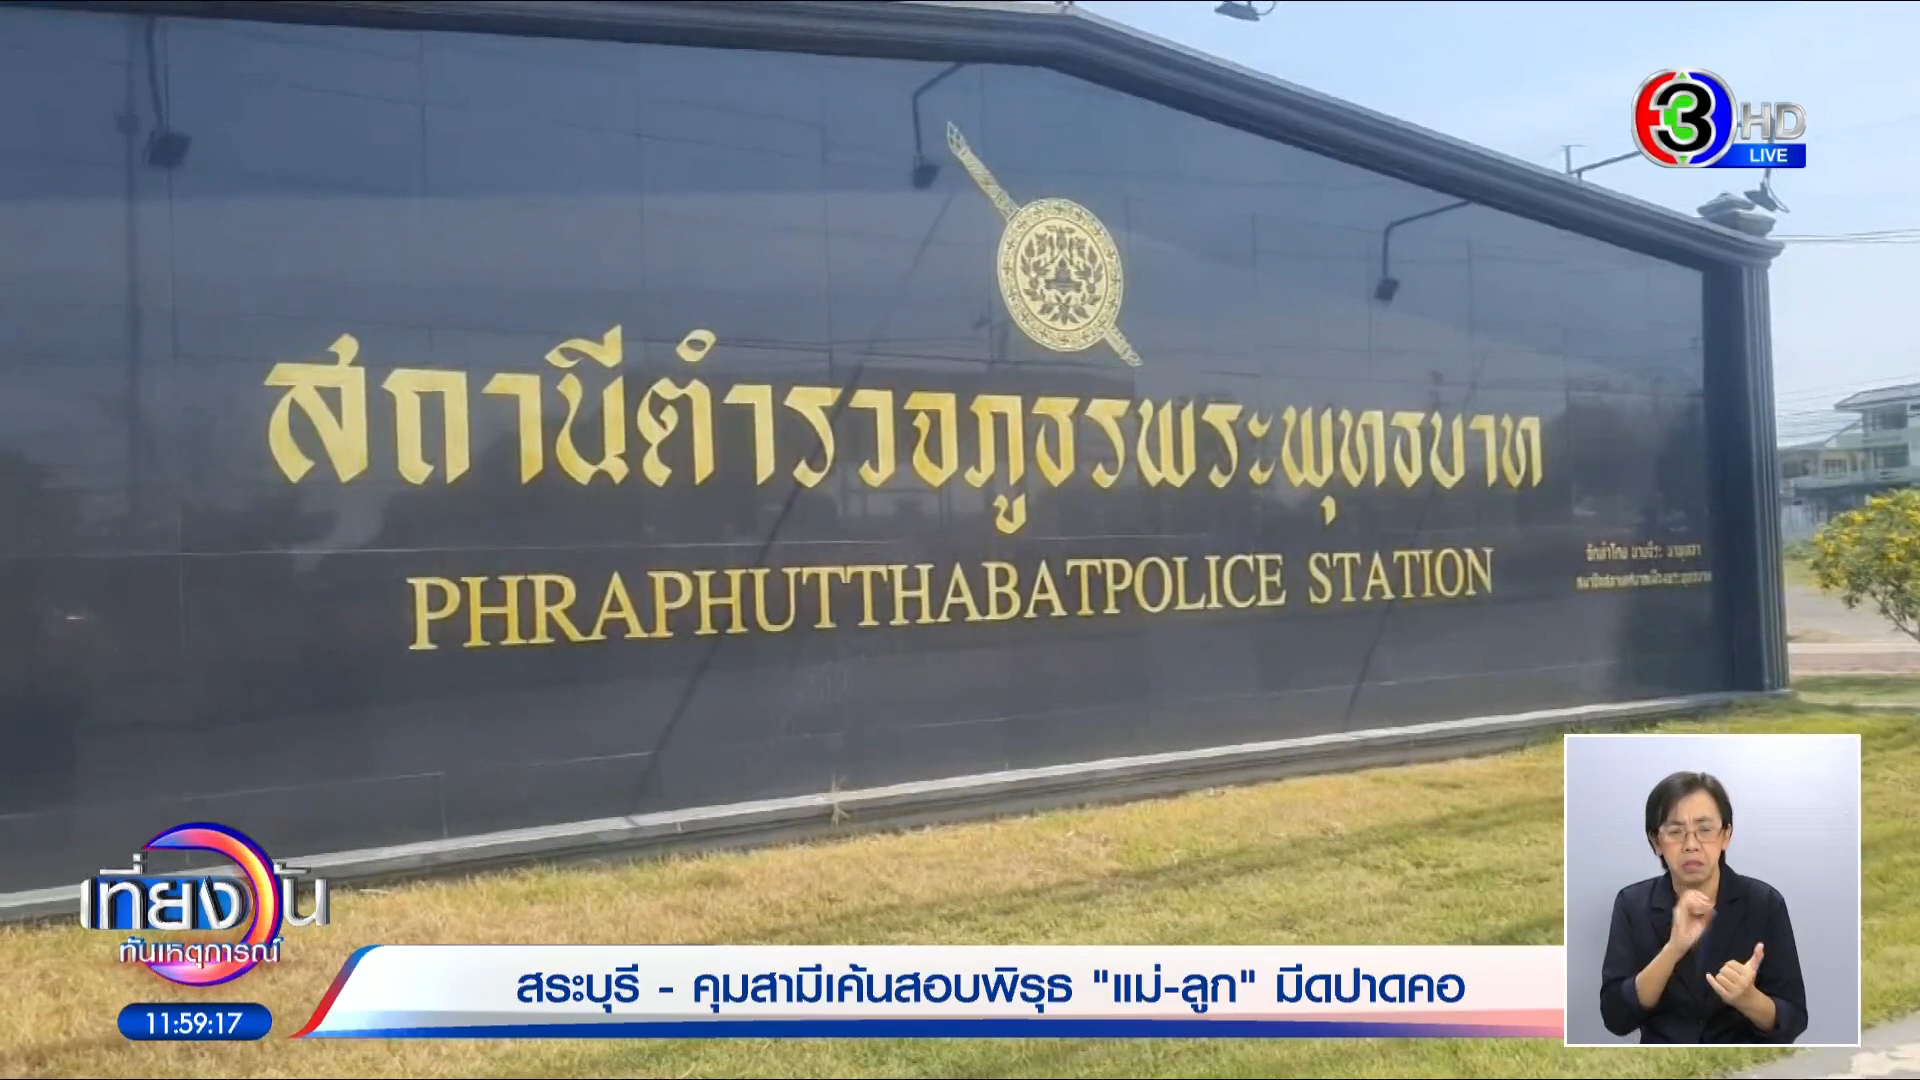 3 HD
LIVE
สถานีตำรวจภูธรพระพุทธบาท
PHRAPHUTTHABATPOLICE STATION
เที่ยงวัน
ทันเหตุการณ์
11:59:17
สระบุรี - คุมสามีเค้นสอบพิรุธ "แม่-ลูก" มีดปาดคอ